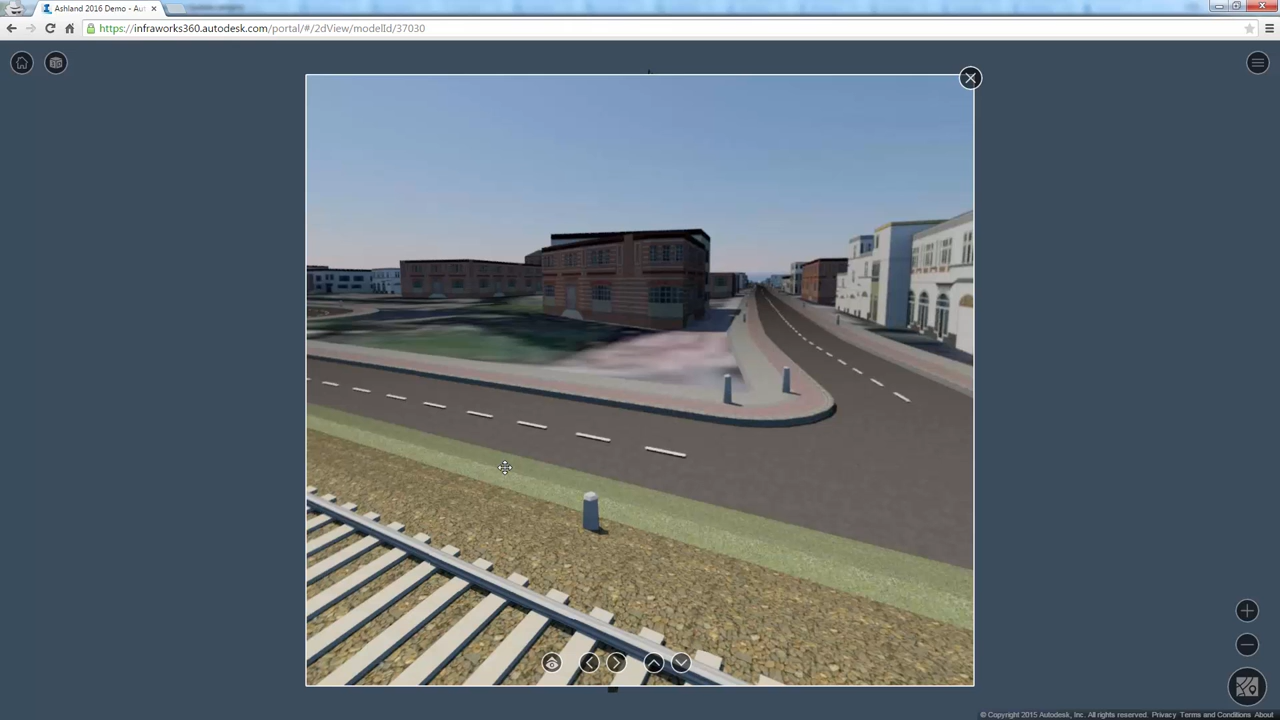 Ashland 2016 Demo - Aut
https://infraworks360.autodesk.com/portal/#/2dView/modelId/37030
© Copyright 2015 Autodesk, Inc. All rights reserved. Privacy Terms and Conditions About